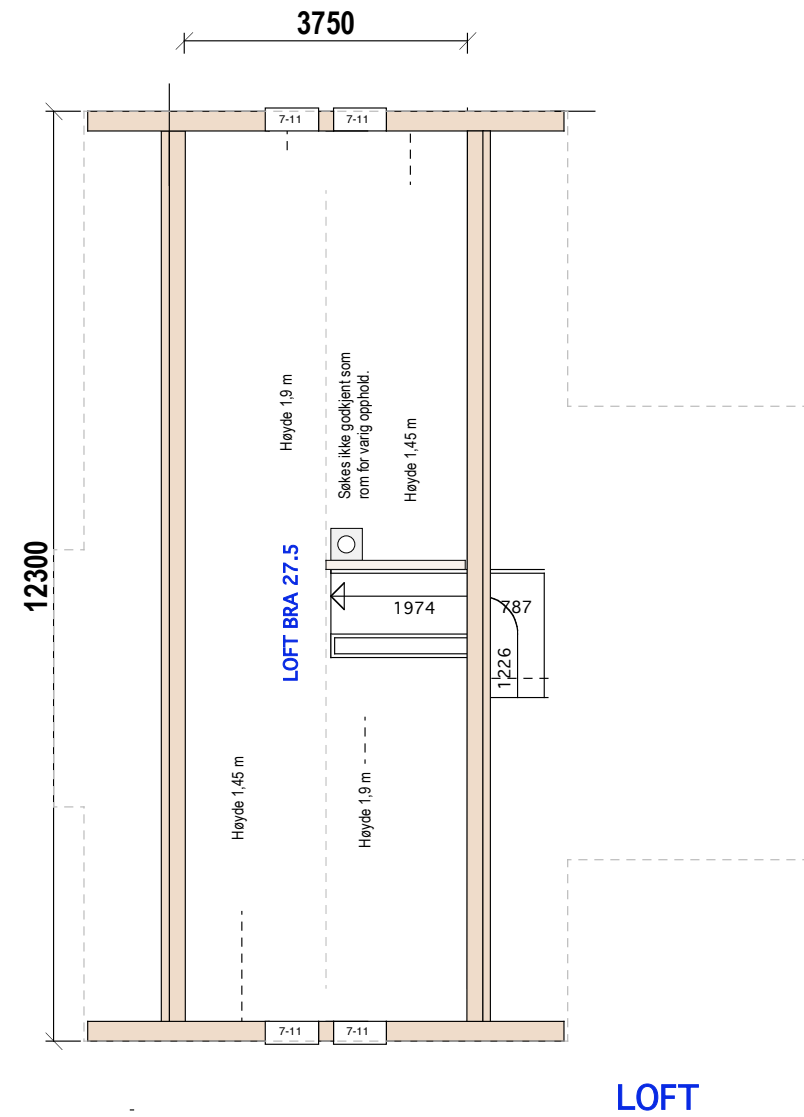 3750
7-11
7-11
Høyde 1,9 m
Søkes ikke godkjent som
rom for varig opphold.
Høyde 1,45 m
12300
LOFT BRA 27.5
1974
787
1226
Høyde 1,45 m
Høyde 1,9 m
7-11
7-11
LOFT